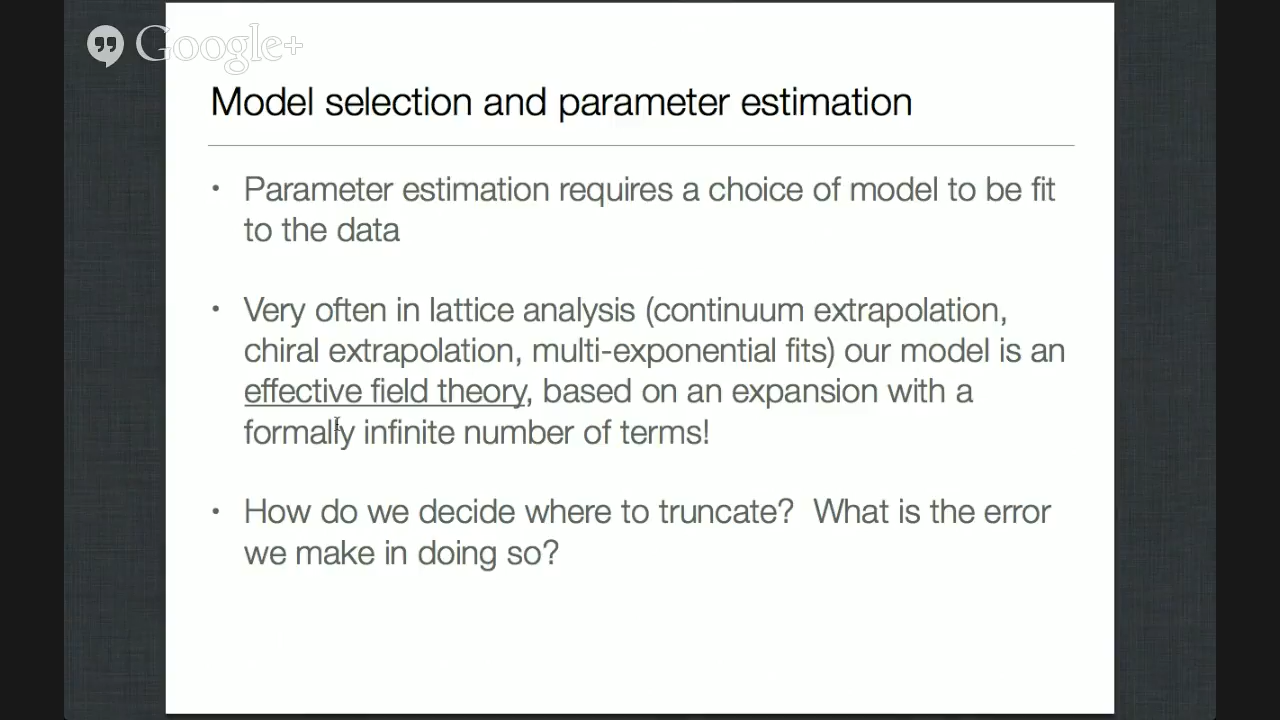 Google+
Model selection and parameter estimation
• Parameter estimation requires a choice of model to be fit
to the data
• Very often in lattice analysis (continuum extrapolation,
chiral extrapolation, multi-exponential fits) our model is an
effective field theory, based on an expansion with a
formally infinite number of terms!
• How do we decide where to truncate?  What is the error
we make in doing so?